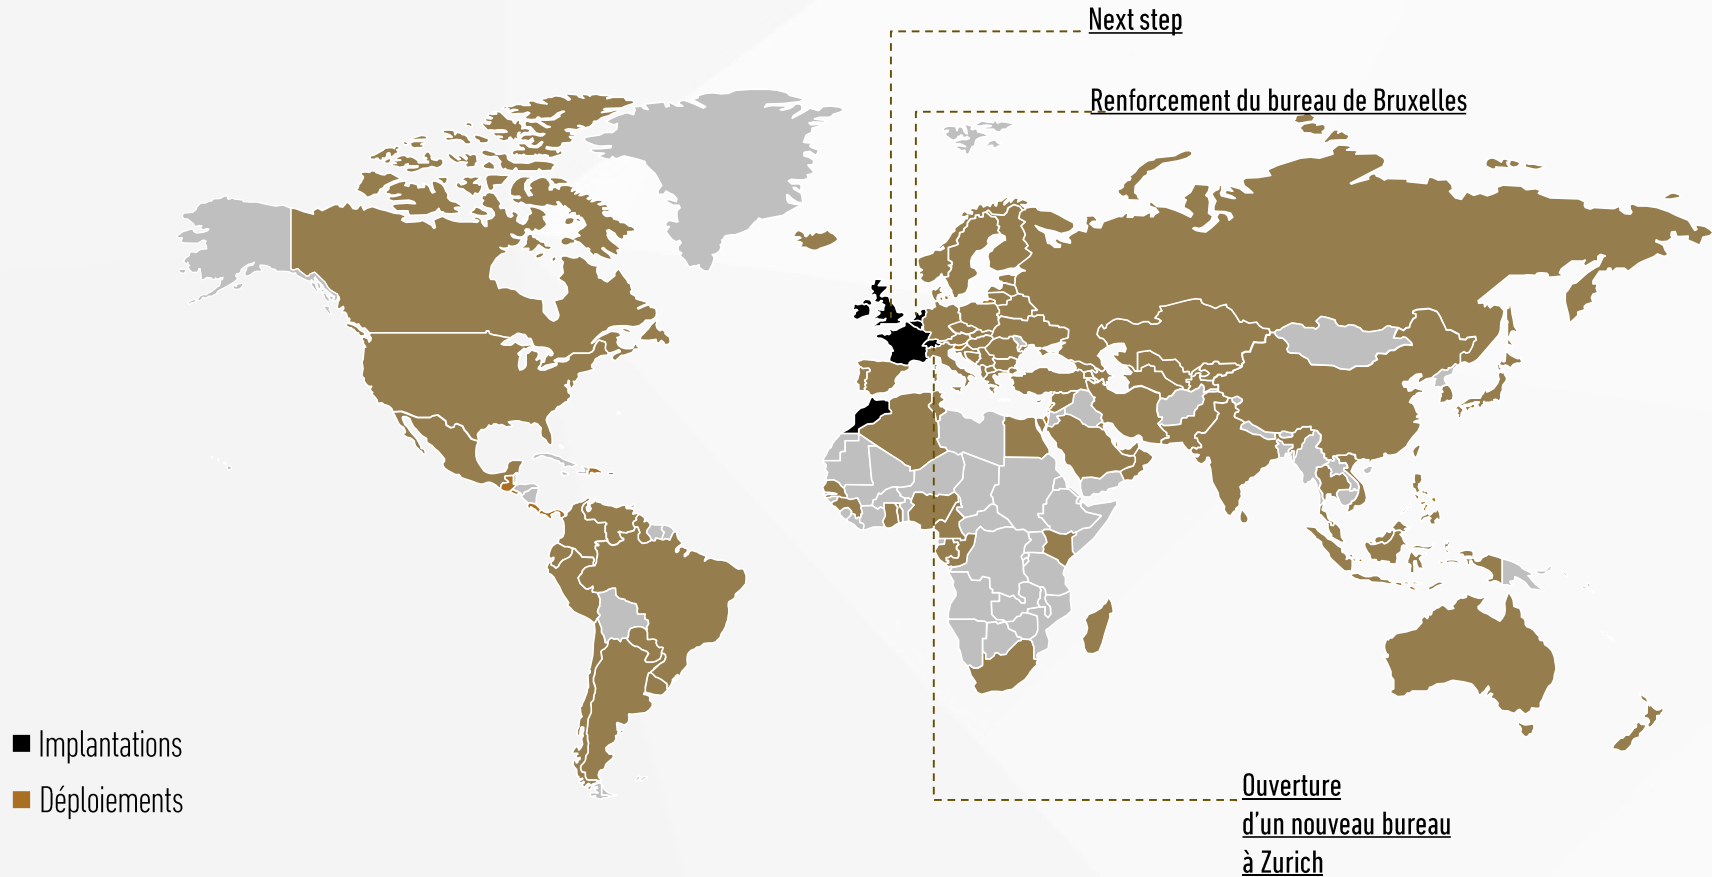 Next step
Renforcement du bureau de Bruxelles
Implantations
Déploiements
Ouverture
d'un nouveau bureau
à Zurich